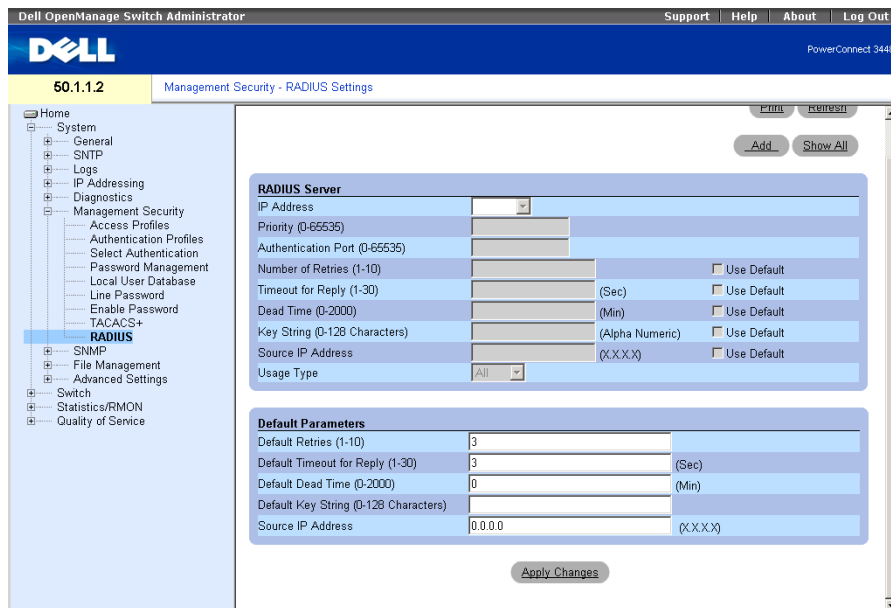 Dell OpenManage Switch Administrator
Support | Help | About | Log Out
DELL
PowerConnect 344
50.1.1.2
Management Security - RADIUS Settings
Home
System
General
SNTP
Logs
IP Addressing
Diagnostics
Management Security
Access Profiles
Authentication Profiles
Select Authentication
Password Management
Local User Database
Line Password
Enable Password
TACACS+
RADIUS
SNMP
File Management
Advanced Settings
Switch
Statistics/RMON
Quality of Service
Print Refresh
Add Show All
RADIUS Server
IP Address
Priority (0-65535)
Authentication Port (0-65535)
Number of Retries (1-10) Use Default
Timeout for Reply (1-30) (Sec) Use Default
Dead Time (0-2000) (Min) Use Default
Key String (0-128 Characters) (Alpha Numeric) Use Default
Source IP Address (X.X.X.X) Use Default
Usage Type All
Default Parameters
Default Retries (1-10) 3
Default Timeout for Reply (1-30) 3 (Sec)
Default Dead Time (0-2000) 0 (Min)
Default Key String (0-128 Characters)
Source IP Address 0.0.0.0 (X.X.X.X)
Apply Changes